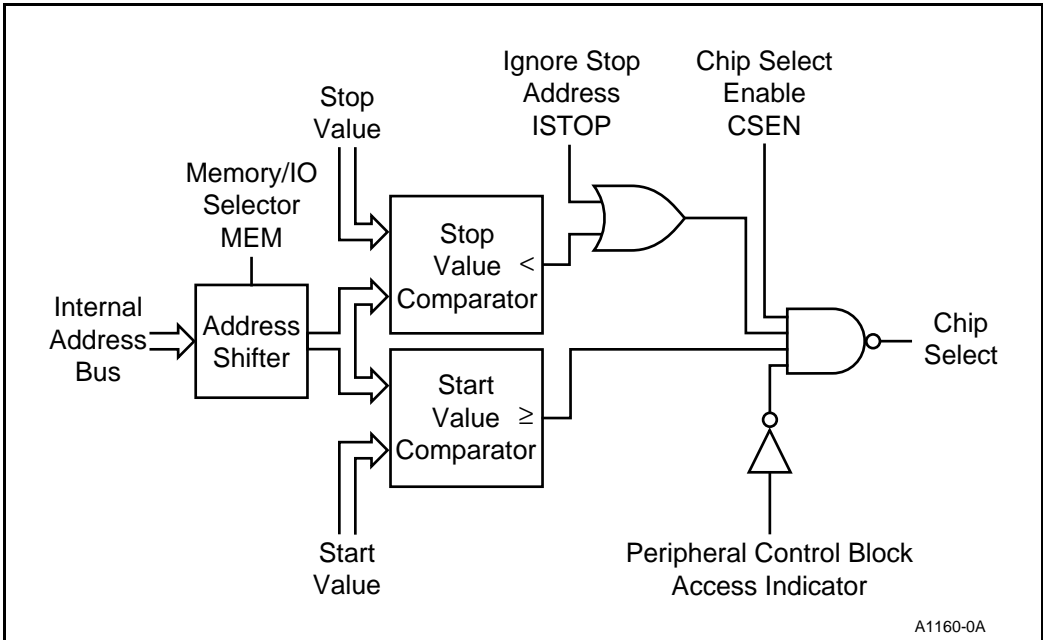 Ignore Stop
Address
ISTOP
Chip Select
Enable
CSEN
Stop
Value
Memory/IO
Selector
MEM
Stop
Value <
Comparator
Internal
Address
Bus
Address
Shifter
Chip
Select
Start
Value ≥
Comparator
Start
Value
Peripheral Control Block
Access Indicator
A1160-0A